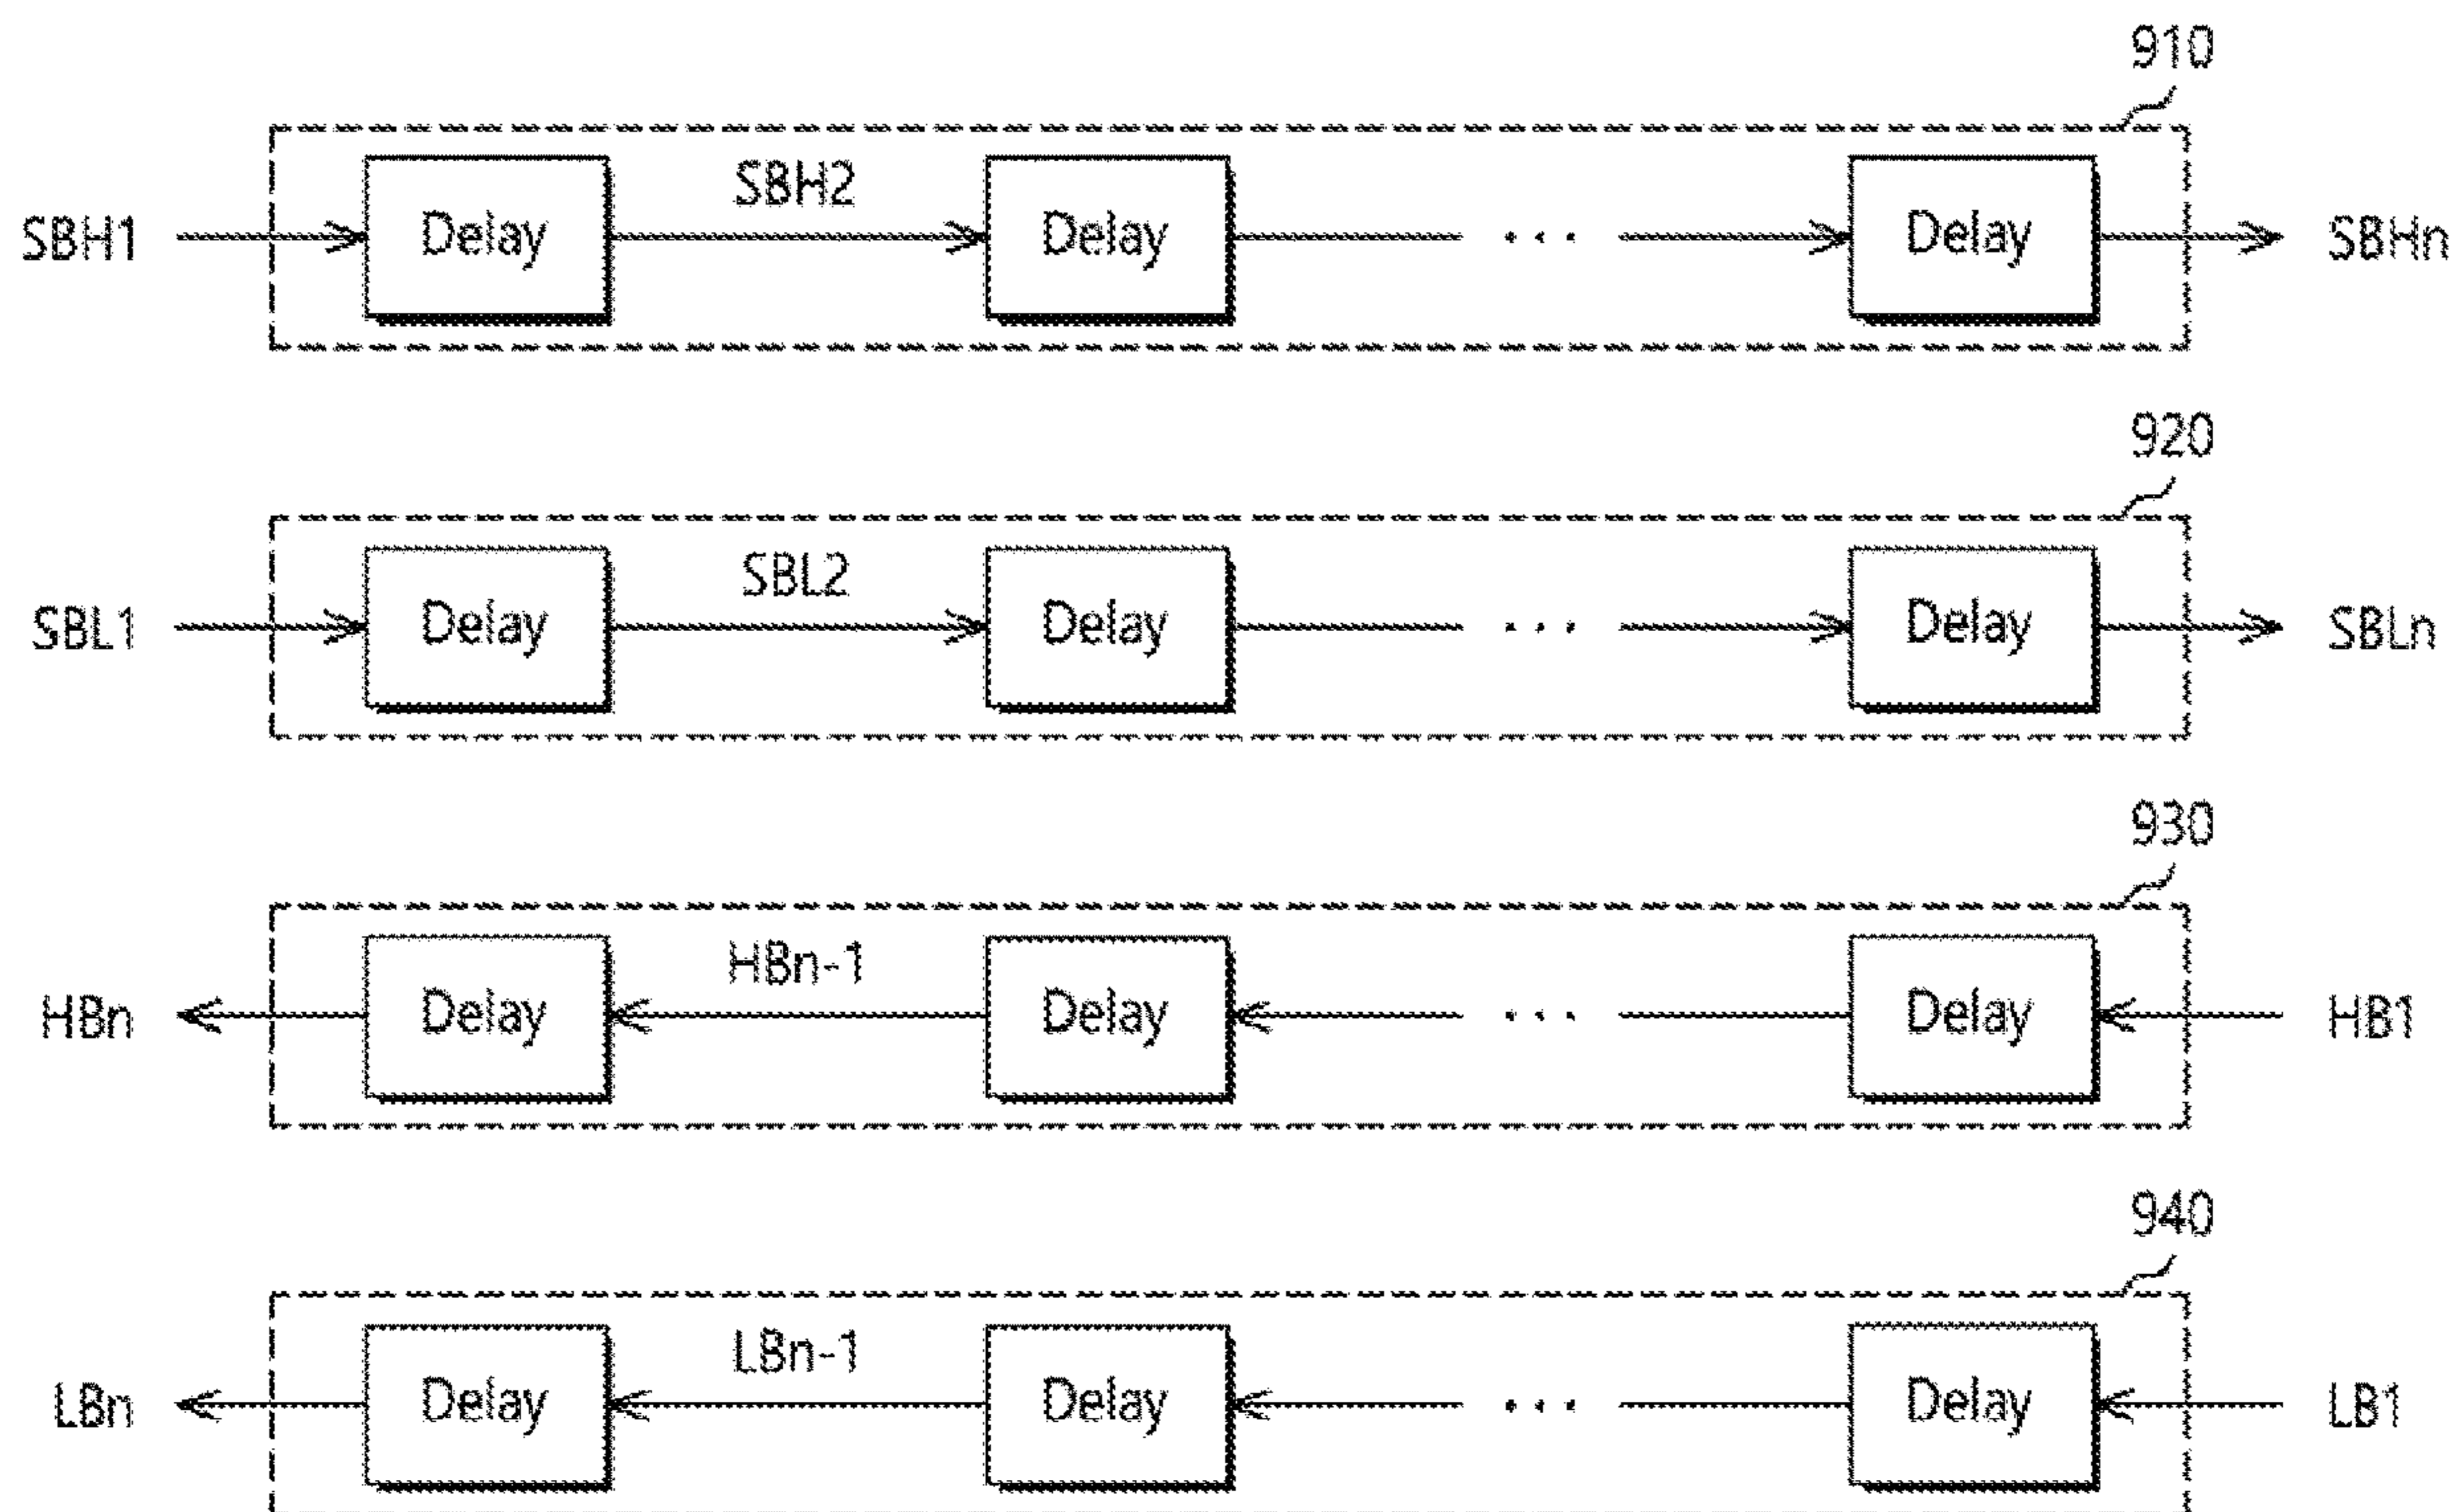 910
SBH1 Delay SBH2 Delay ... Delay SBHn
920
SBL1 Delay SBL2 Delay ... Delay SBLn
930
HBn Delay HBn-1 Delay ... Delay HB1
940
LBn Delay LBn-1 Delay ... Delay LB1